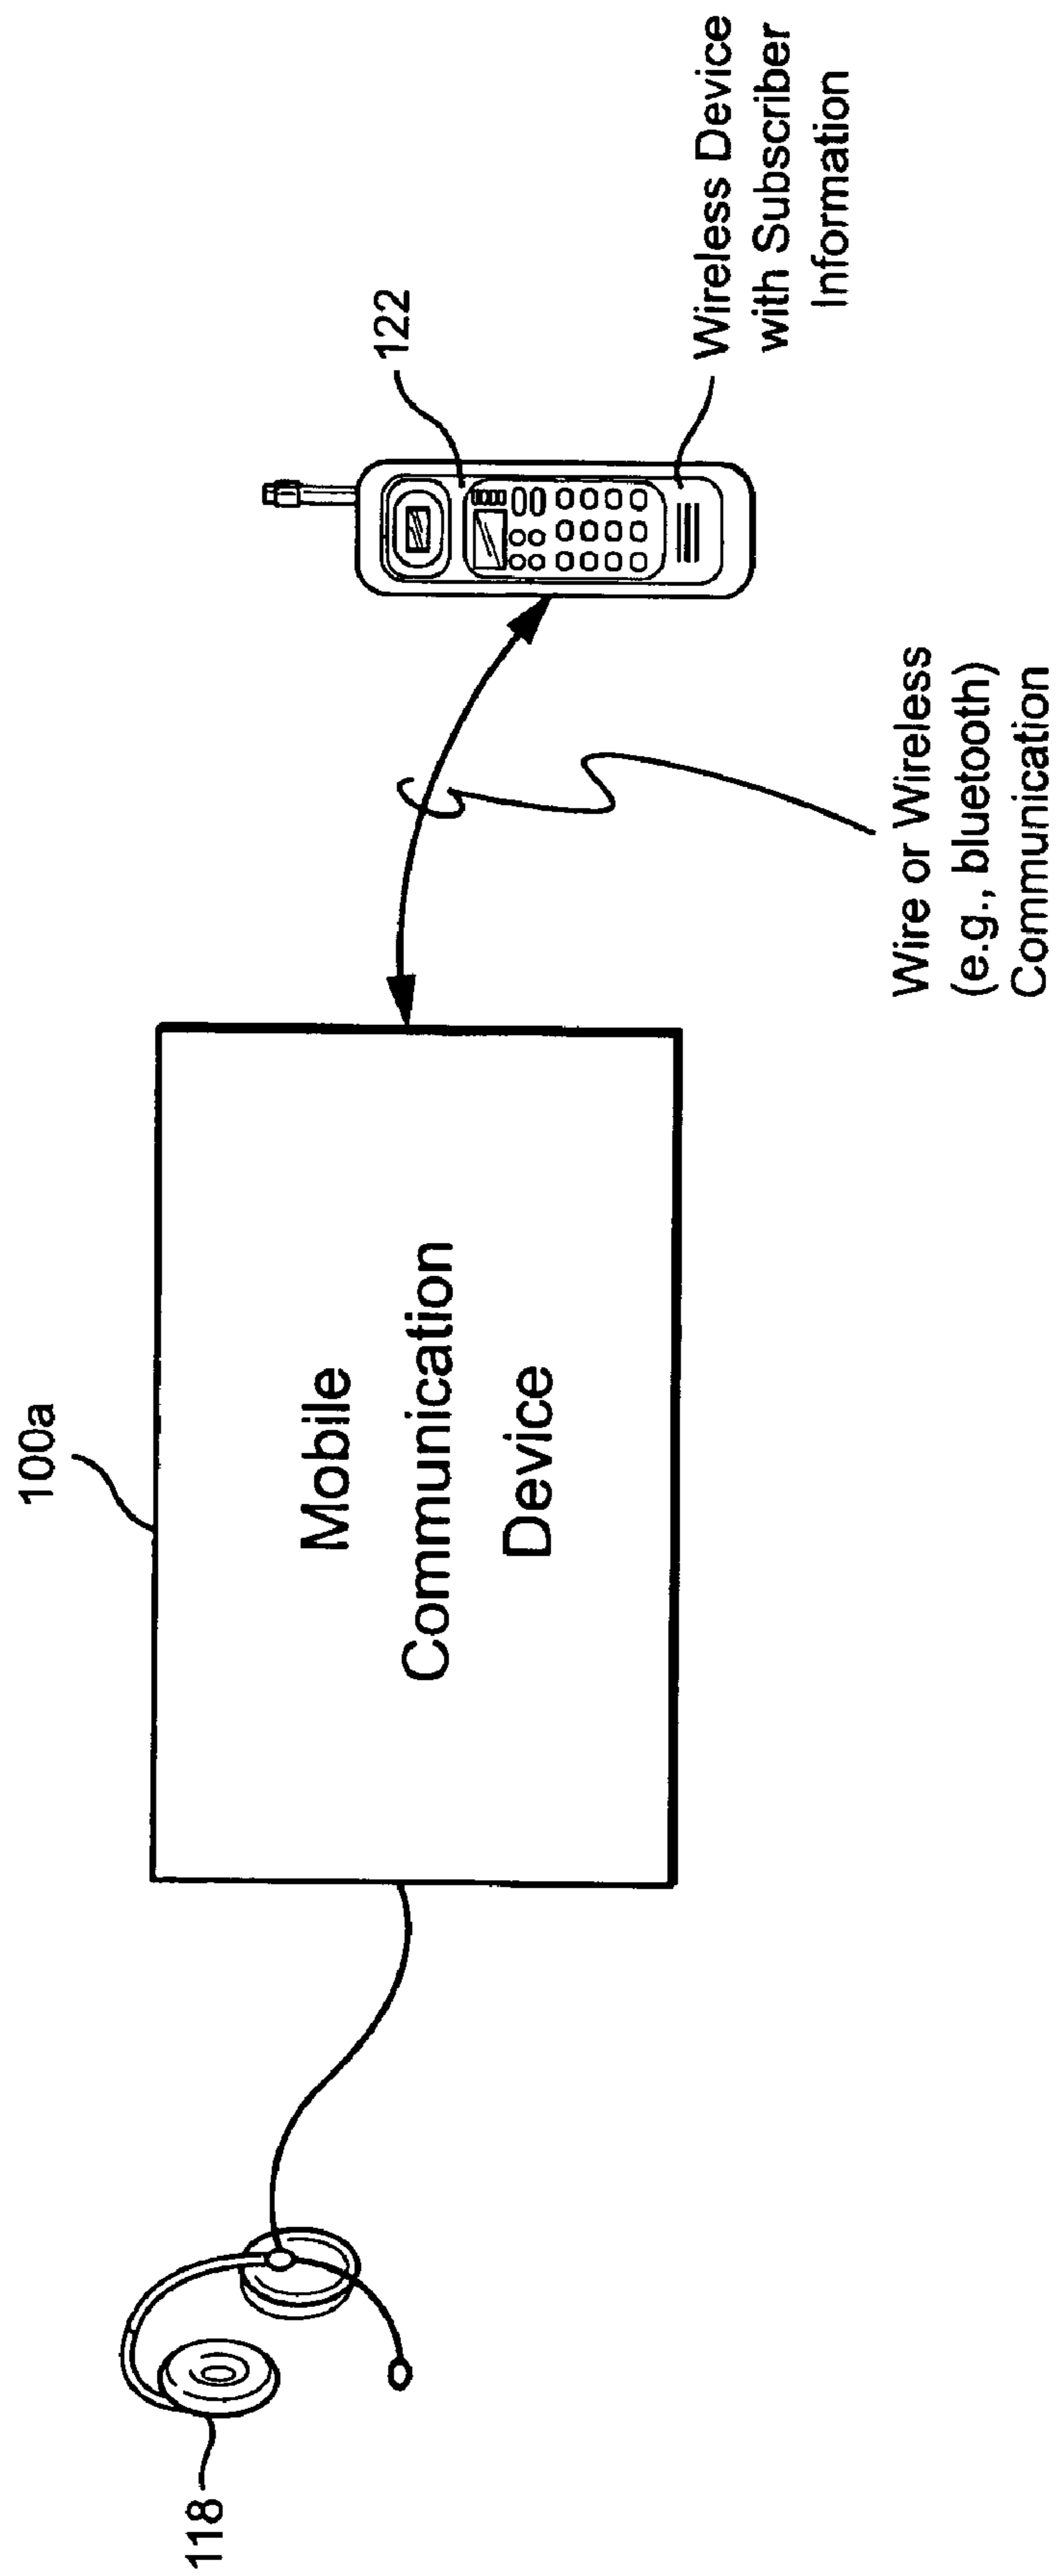 100a
118
Mobile
Communication
Device
122
Wireless Device
with Subscriber
Information
Wire or Wireless
(e.g., bluetooth)
Communication